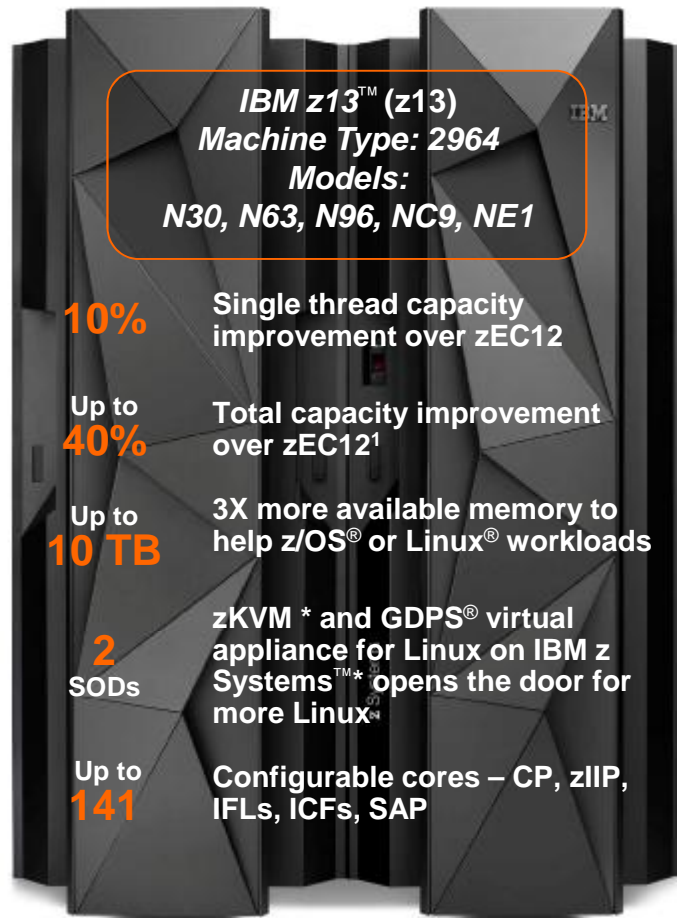 IBM z13™ (z13)
Machine Type: 2964
Models:
N30, N63, N96, NC9, NE1
IBM
10%
Single thread capacity
improvement over zEC12
Up to
40%
Total capacity improvement
over zEC12¹
Up to
10 TB
3X more available memory to
help z/OS® or Linux® workloads
2
SODs
zKVM * and GDPS® virtual
appliance for Linux on IBM z
Systems™* opens the door for
more Linux
Up to
141
Configurable cores – CP, zIIP,
IFLs, ICFs, SAP